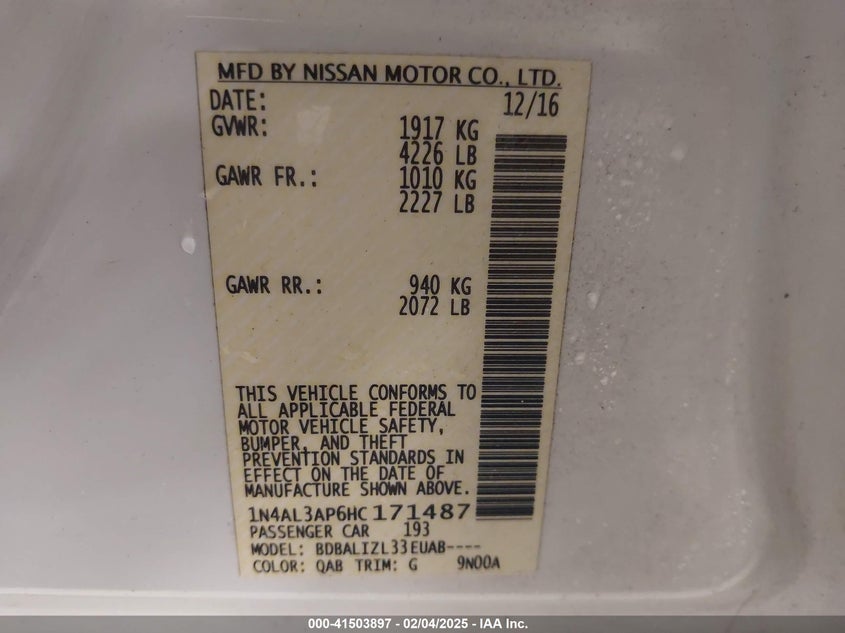 MFD BY NISSAN MOTOR CO., LTD.
DATE: 12/16
GVWR: 1917 KG
4226 LB
GAWR FR.: 1010 KG
2227 LB
GAWR RR.: 940 KG
2072 LB
THIS VEHICLE CONFORMS TO
ALL APPLICABLE FEDERAL
MOTOR VEHICLE SAFETY,
BUMPER, AND THEFT
PREVENTION STANDARDS IN
EFFECT ON THE DATE OF
MANUFACTURE SHOWN ABOVE.
1N4AL3AP6HC171487
PASSENGER CAR 193
MODEL: BDBALIZL33EUAB----
COLOR: QAB TRIM: G 9N00A
000-41503897 - 02/04/2025 - IAA Inc.